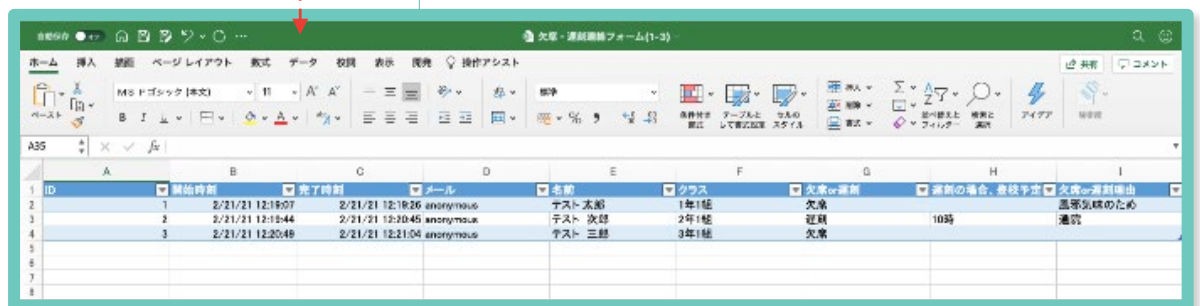 自動保存 オフ 欠席・遅刻連絡フォーム(1-3)
ホーム 挿入 描画 ページ レイアウト 数式 データ 校閲 表示 開発 操作アシスト 共有 コメント
ペースト MS Pゴシック (本文) 11 A A 標準 条件付き書式 テーブルとして書式設定 セルのスタイル 挿入 削除 書式 並べ替えとフィルター 検索と選択 アイデア 秘密度
B I U A %
A35 fx
A B C D E F G H I
1 ID 開始時刻 完了時刻 メール 名前 クラス 欠席or遅刻 遅刻の場合、登校予定 欠席or遅刻理由
2 1 2/21/21 12:19:07 2/21/21 12:19:26 anonymous テスト 太郎 1年1組 欠席 風邪気味のため
3 2 2/21/21 12:19:44 2/21/21 12:20:45 anonymous テスト 次郎 2年1組 遅刻 10時 通院
4 3 2/21/21 12:20:49 2/21/21 12:21:04 anonymous テスト 三郎 3年1組 欠席
5
6
7
8